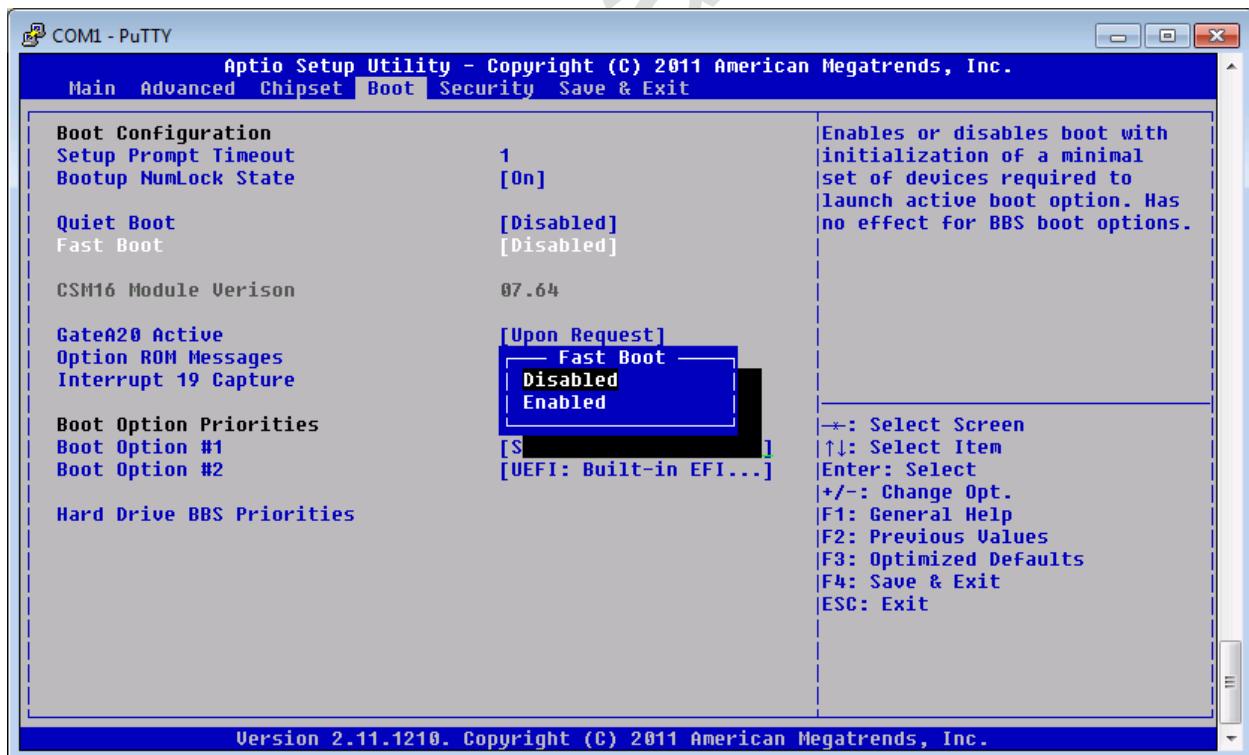 COM1 - PuTTY
Aptio Setup Utility - Copyright (C) 2011 American Megatrends, Inc.
Main Advanced Chipset Boot Security Save & Exit
Boot Configuration
Setup Prompt Timeout 1
Bootup NumLock State [On]
Quiet Boot [Disabled]
Fast Boot [Disabled]
CSM16 Module Verison 07.64
GateA20 Active [Upon Request]
Option ROM Messages
Interrupt 19 Capture
Fast Boot
Disabled
Enabled
Boot Option Priorities
Boot Option #1 [S ]
Boot Option #2 [UEFI: Built-in EFI...]
Hard Drive BBS Priorities
Enables or disables boot with
initialization of a minimal
set of devices required to
launch active boot option. Has
no effect for BBS boot options.
→←: Select Screen
↑↓: Select Item
Enter: Select
+/-: Change Opt.
F1: General Help
F2: Previous Values
F3: Optimized Defaults
F4: Save & Exit
ESC: Exit
Version 2.11.1210. Copyright (C) 2011 American Megatrends, Inc.